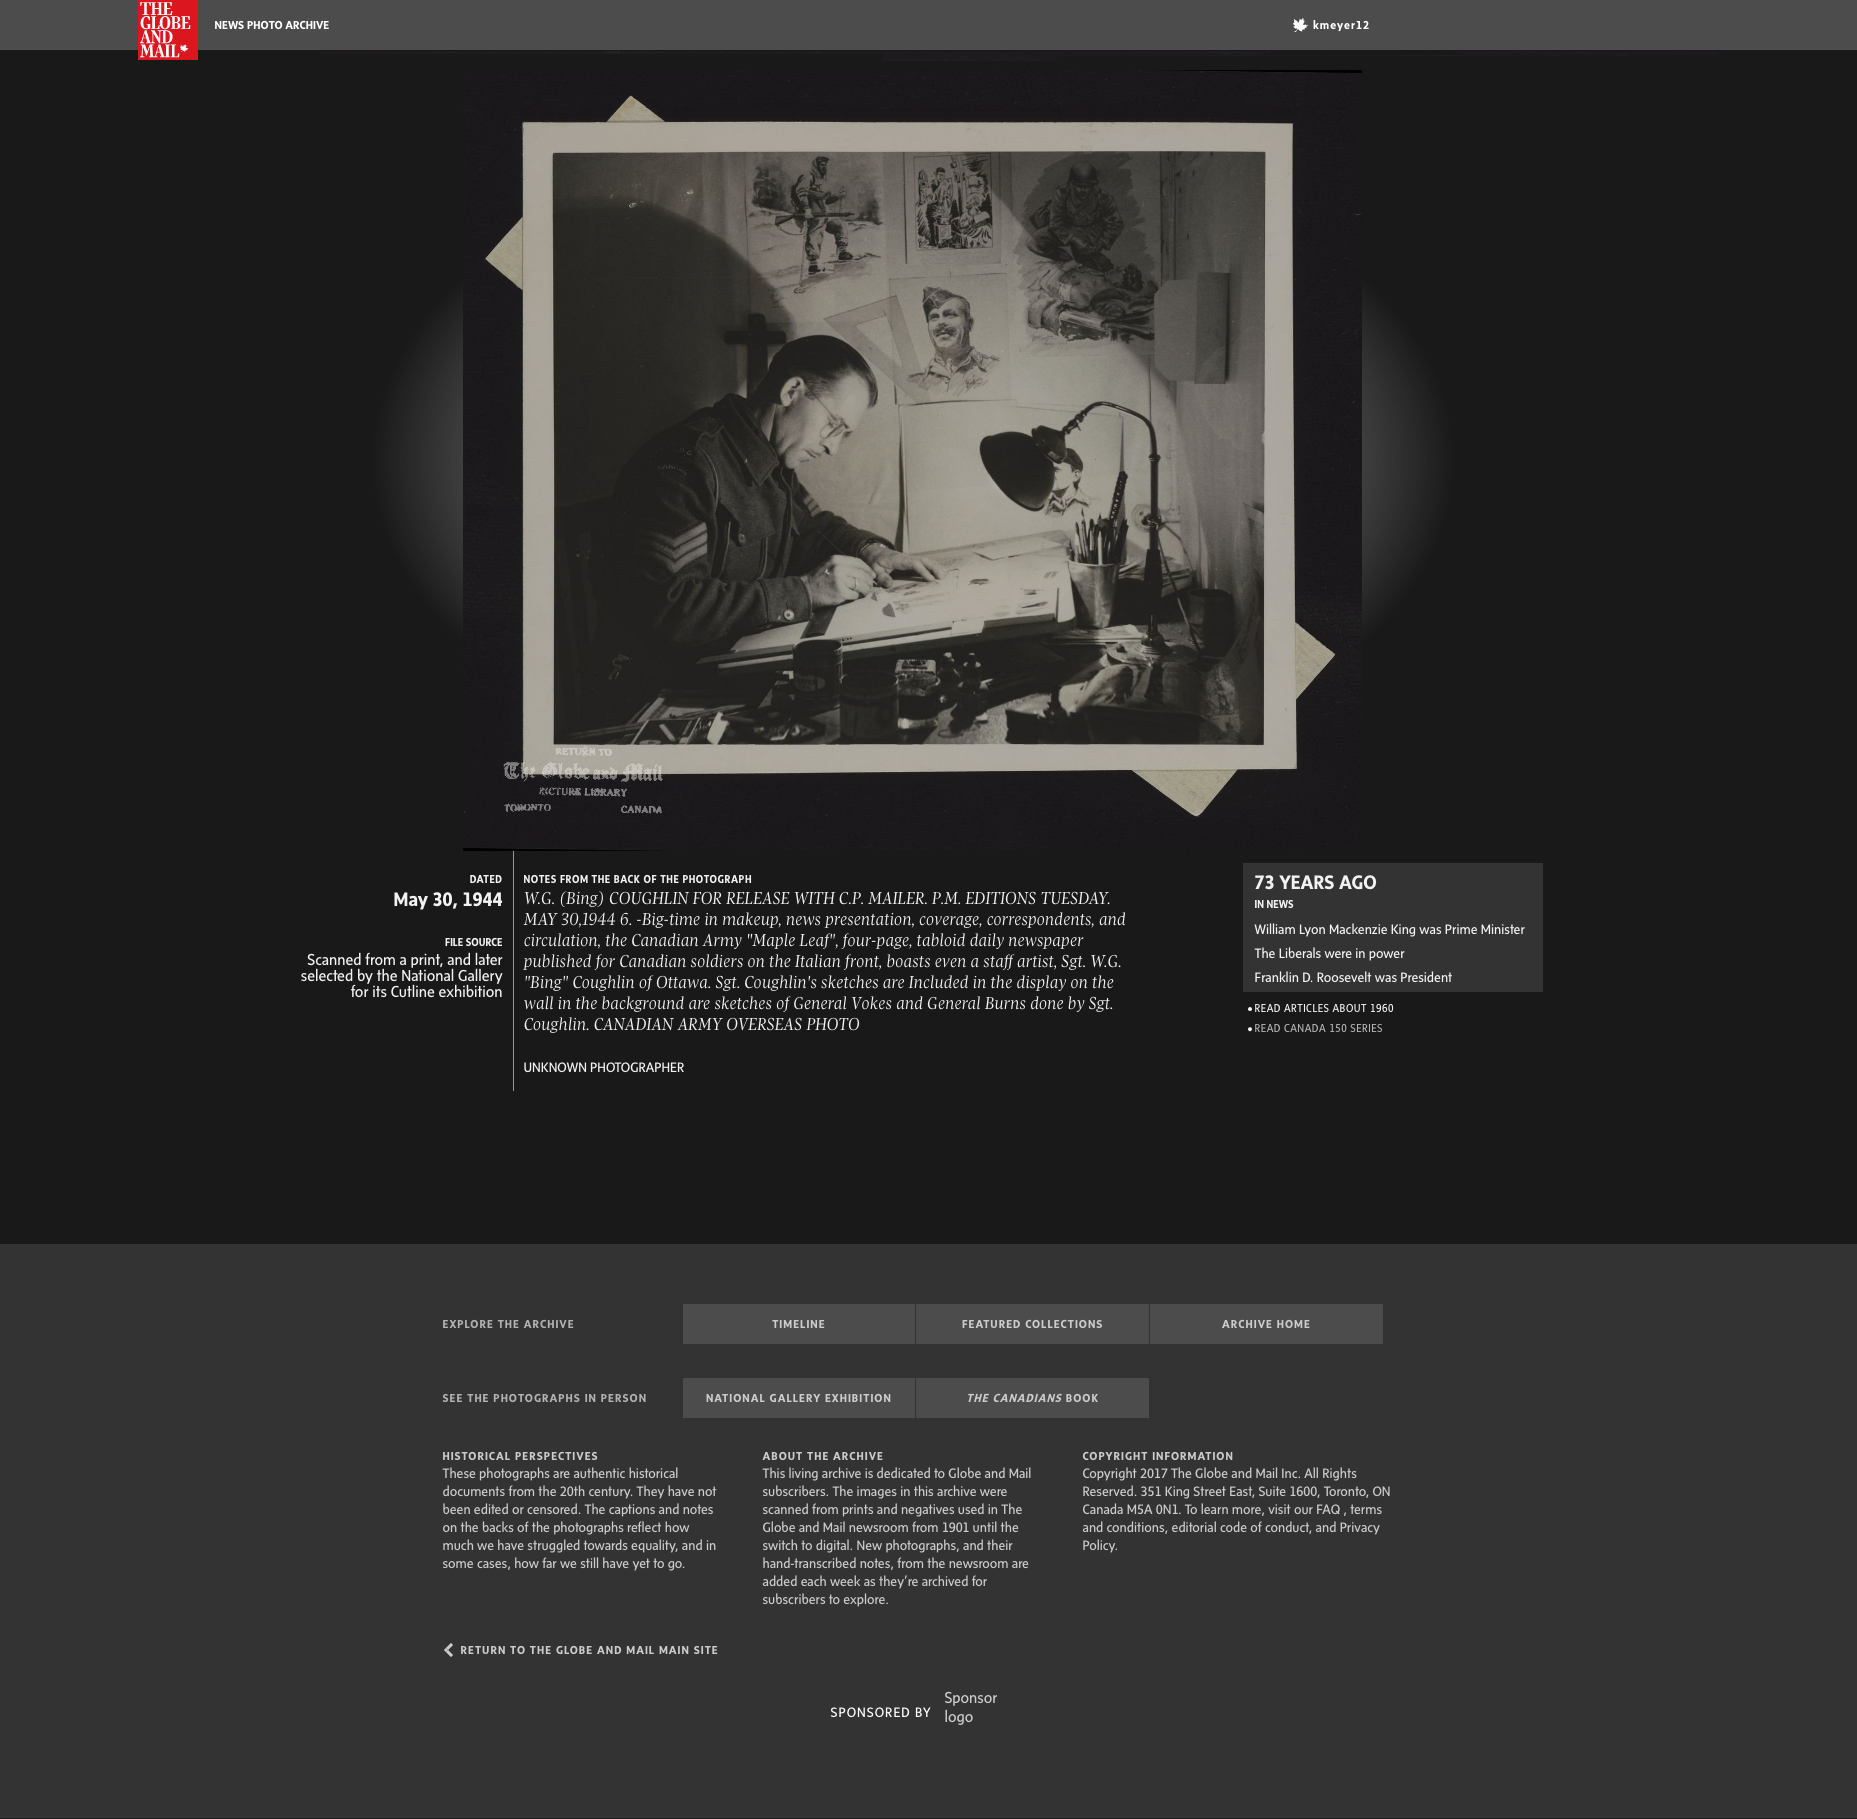 THE
GLOBE
AND
MAIL
NEWS PHOTO ARCHIVE
kmeyer12
RETURN TO
The Globe and Mail
PICTURE LIBRARY
TORONTO CANADA
DATED
May 30, 1944
FILE SOURCE
Scanned from a print, and later
selected by the National Gallery
for its Cutline exhibition
NOTES FROM THE BACK OF THE PHOTOGRAPH
W.G. (Bing) COUGHLIN FOR RELEASE WITH C.P. MAILER. P.M. EDITIONS TUESDAY.
MAY 30,1944 6. -Big-time in makeup, news presentation, coverage, correspondents, and
circulation, the Canadian Army "Maple Leaf", four-page, tabloid daily newspaper
published for Canadian soldiers on the Italian front, boasts even a staff artist, Sgt. W.G.
"Bing" Coughlin of Ottawa. Sgt. Coughlin's sketches are Included in the display on the
wall in the background are sketches of General Vokes and General Burns done by Sgt.
Coughlin. CANADIAN ARMY OVERSEAS PHOTO
UNKNOWN PHOTOGRAPHER
73 YEARS AGO
IN NEWS
William Lyon Mackenzie King was Prime Minister
The Liberals were in power
Franklin D. Roosevelt was President
• READ ARTICLES ABOUT 1960
• READ CANADA 150 SERIES
EXPLORE THE ARCHIVE
TIMELINE
FEATURED COLLECTIONS
ARCHIVE HOME
SEE THE PHOTOGRAPHS IN PERSON
NATIONAL GALLERY EXHIBITION
THE CANADIANS BOOK
HISTORICAL PERSPECTIVES
These photographs are authentic historical
documents from the 20th century. They have not
been edited or censored. The captions and notes
on the backs of the photographs reflect how
much we have struggled towards equality, and in
some cases, how far we still have yet to go.
ABOUT THE ARCHIVE
This living archive is dedicated to Globe and Mail
subscribers. The images in this archive were
scanned from prints and negatives used in The
Globe and Mail newsroom from 1901 until the
switch to digital. New photographs, and their
hand-transcribed notes, from the newsroom are
added each week as they're archived for
subscribers to explore.
COPYRIGHT INFORMATION
Copyright 2017 The Globe and Mail Inc. All Rights
Reserved. 351 King Street East, Suite 1600, Toronto, ON
Canada M5A 0N1. To learn more, visit our FAQ , terms
and conditions, editorial code of conduct, and Privacy
Policy.
RETURN TO THE GLOBE AND MAIL MAIN SITE
SPONSORED BY
Sponsor
logo